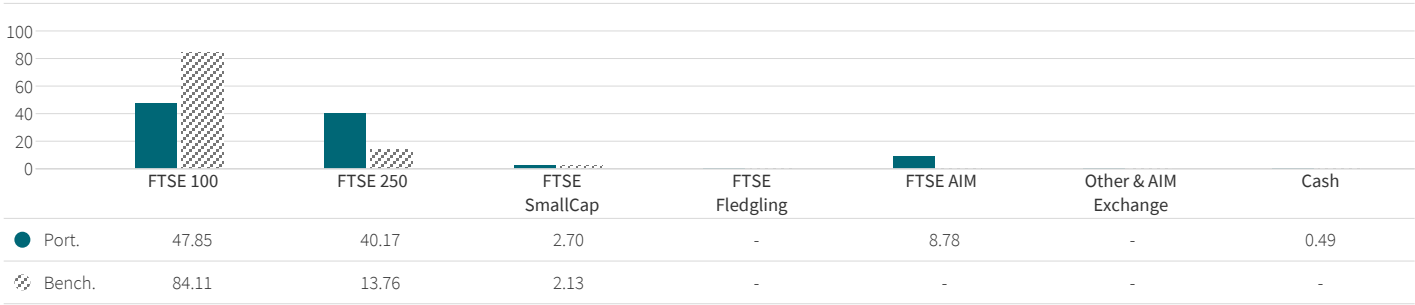 100
80
60
40
20
0
FTSE 100 FTSE 250 FTSE FTSE FTSE AIM Other & AIM Cash
SmallCap Fledgling Exchange
Port. 47.85 40.17 2.70 - 8.78 - 0.49
Bench. 84.11 13.76 2.13 - - - -